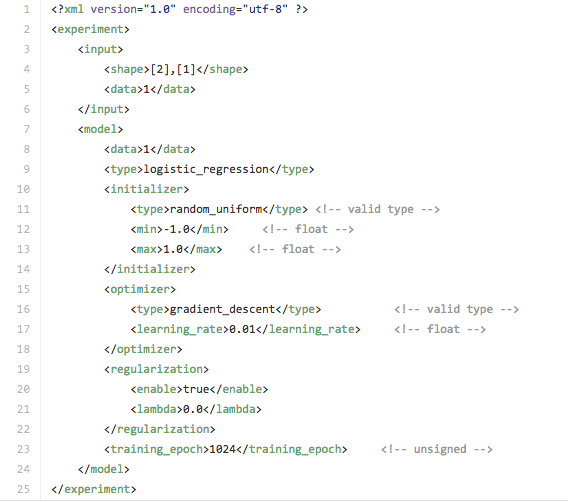 1 <?xml version="1.0" encoding="utf-8" ?>
2 <experiment>
3     <input>
4         <shape>[2],[1]</shape>
5         <data>1</data>
6     </input>
7     <model>
8         <data>1</data>
9         <type>logistic_regression</type>
10         <initializer>
11             <type>random_uniform</type> <!-- valid type -->
12             <min>-1.0</min>     <!-- float -->
13             <max>1.0</max>    <!-- float -->
14         </initializer>
15         <optimizer>
16             <type>gradient_descent</type>           <!-- valid type -->
17             <learning_rate>0.01</learning_rate>     <!-- float -->
18         </optimizer>
19         <regularization>
20             <enable>true</enable>
21             <lambda>0.0</lambda>
22         </regularization>
23         <training_epoch>1024</training_epoch>     <!-- unsigned -->
24     </model>
25 </experiment>